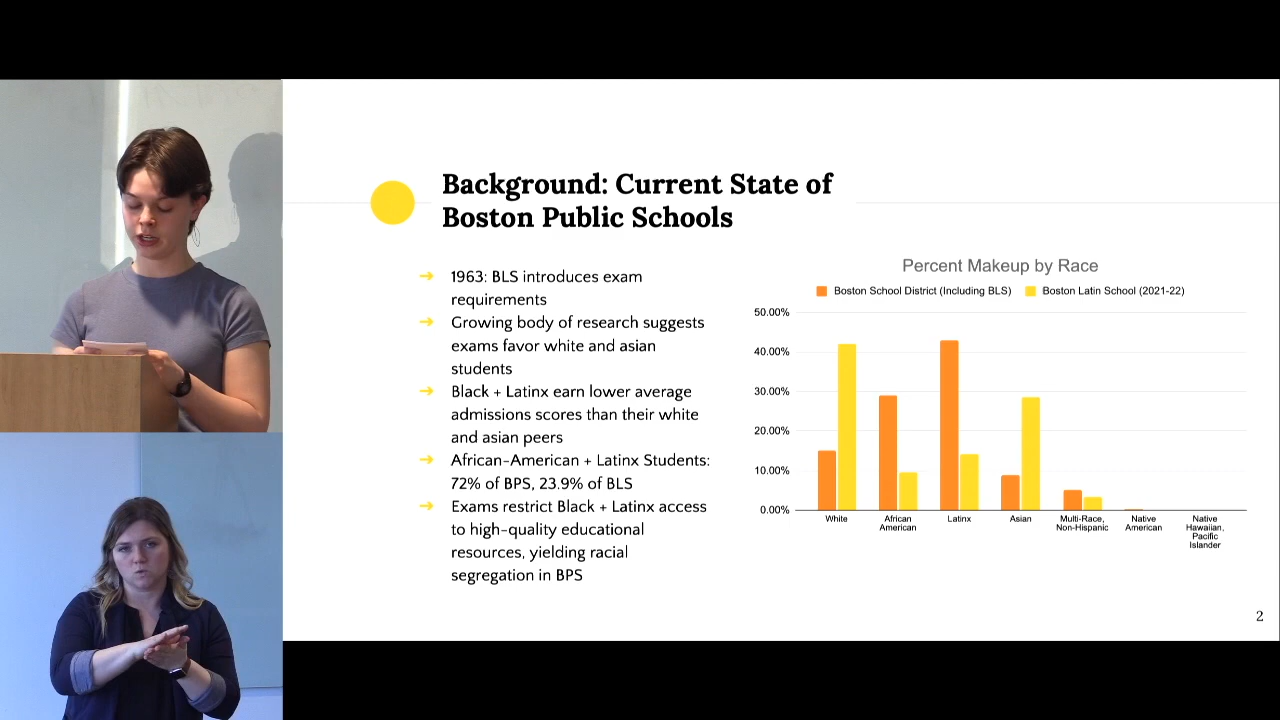 Background: Current State of
Boston Public Schools
➔ 1963: BLS introduces exam
requirements
➔ Growing body of research suggests
exams favor white and asian
students
➔ Black + Latinx earn lower average
admissions scores than their white
and asian peers
➔ African-American + Latinx Students:
72% of BPS, 23.9% of BLS
➔ Exams restrict Black + Latinx access
to high-quality educational
resources, yielding racial
segregation in BPS
Percent Makeup by Race
Boston School District (Including BLS) Boston Latin School (2021-22)
50.00%
40.00%
30.00%
20.00%
10.00%
0.00%
White
African
American
Latinx
Asian
Multi-Race,
Non-Hispanic
Native
American
Native
Hawaiian,
Pacific
Islander
2